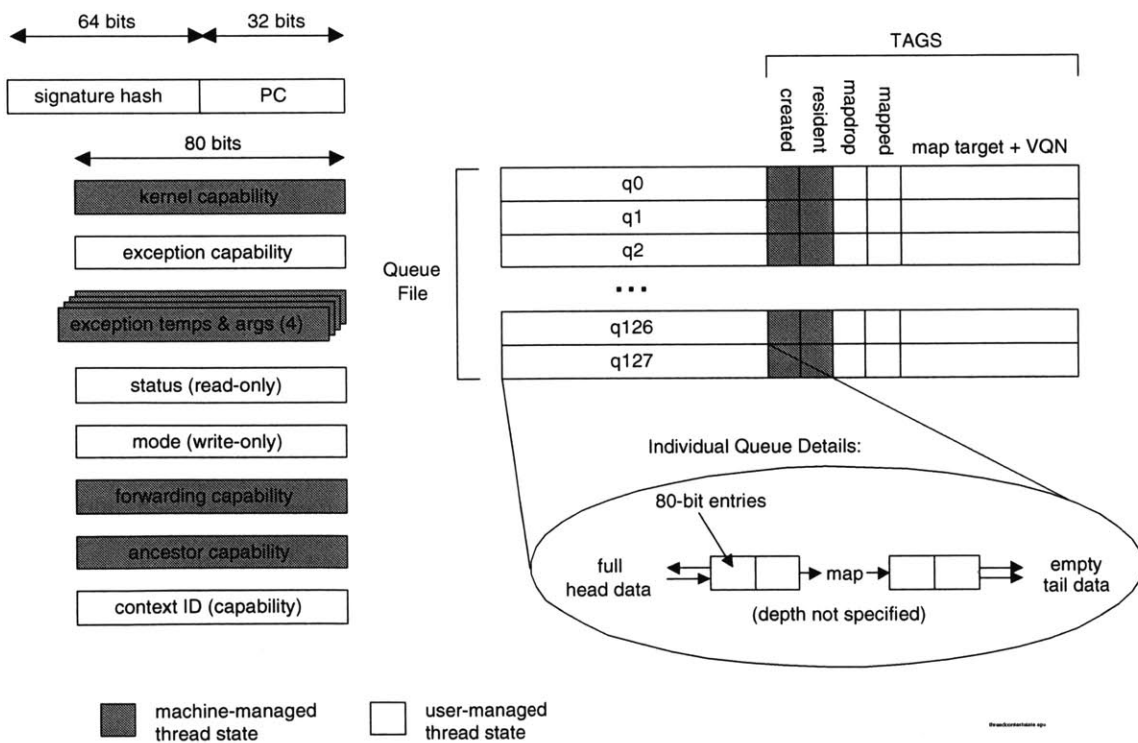 64 bits
32 bits
signature hash
PC
80 bits
kernel capability
exception capability
exception temps & args (4)
status (read-only)
mode (write-only)
forwarding capability
ancestor capability
context ID (capability)
TAGS
created
resident
mapdrop
mapped
map target + VQN
Queue
File
q0
q1
q2
...
q126
q127
Individual Queue Details:
80-bit entries
full
head data
map
empty
tail data
(depth not specified)
machine-managed
thread state
user-managed
thread state